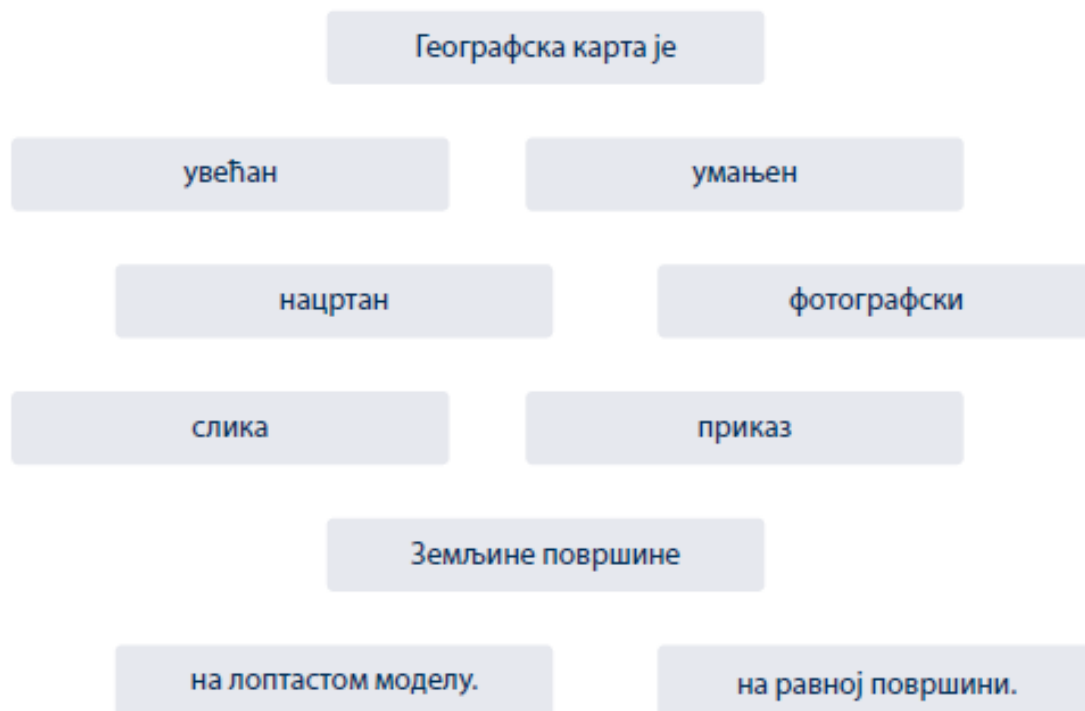 Географска карта је
увећан
умањен
нацртан
фотографски
слика
приказ
Земљине површине
на лоптастом моделу.
на равној површини.